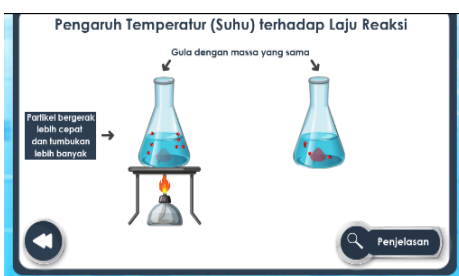 Pengaruh Temperatur (Suhu) terhadap Laju Reaksi
Gula dengan massa yang sama
Partikel bergerak
lebih cepat
dan tumbukan
lebih banyak
Penjelasan